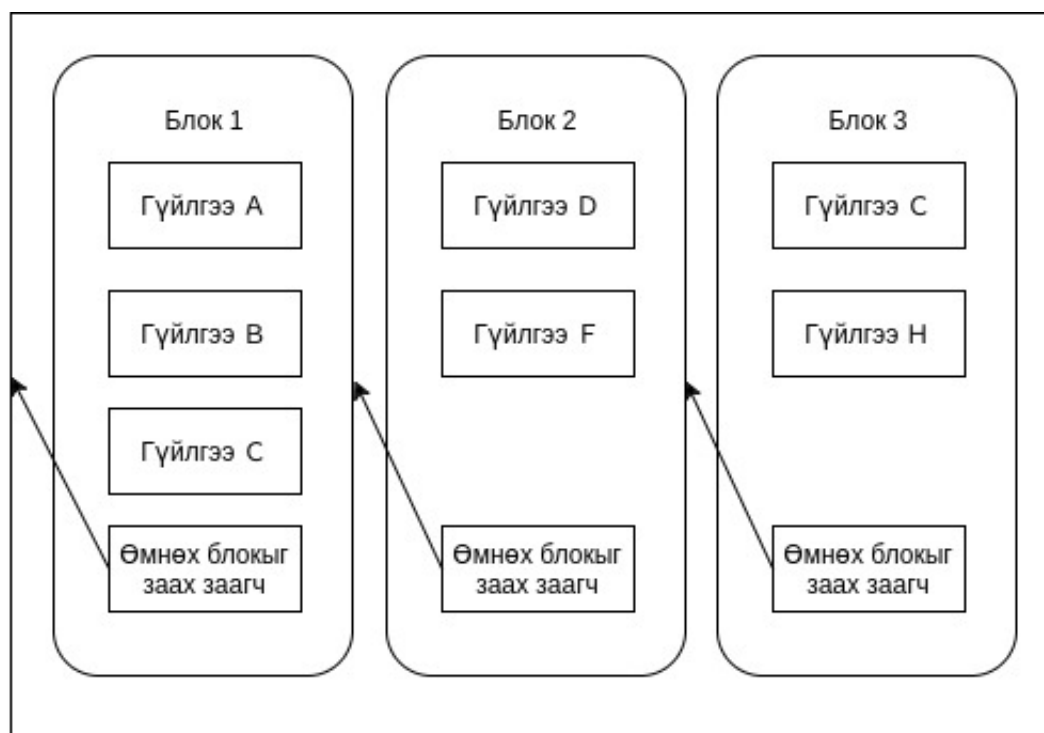 Блок 1
Гүйлгээ A
Гүйлгээ B
Гүйлгээ C
Өмнөх блокыг
заах заагч
Блок 2
Гүйлгээ D
Гүйлгээ F
Өмнөх блокыг
заах заагч
Блок 3
Гүйлгээ C
Гүйлгээ H
Өмнөх блокыг
заах заагч